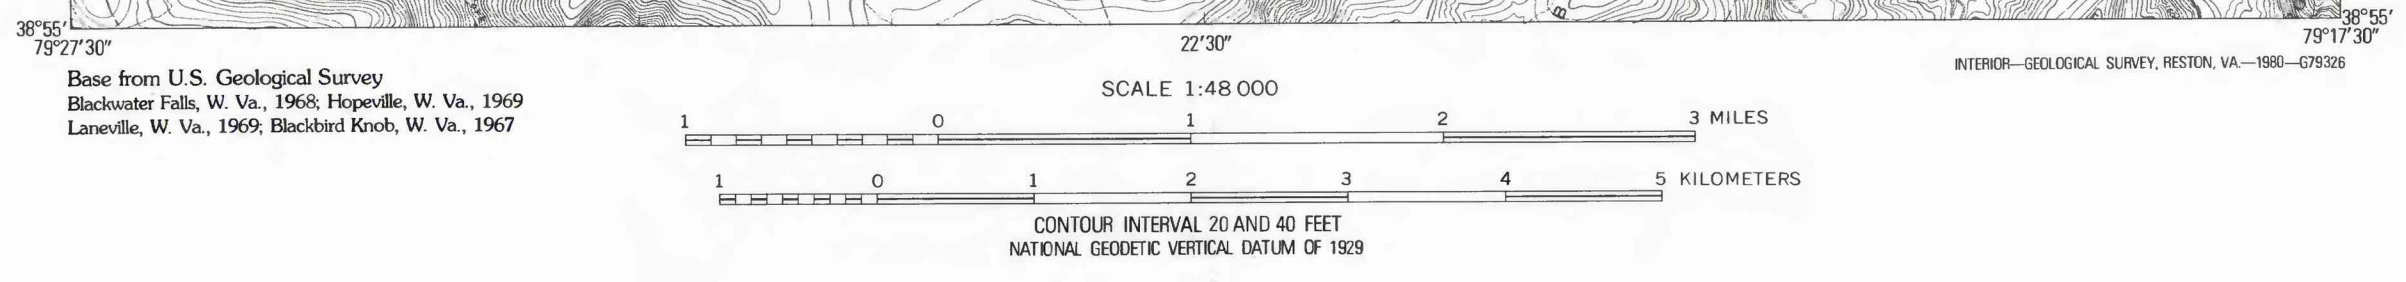 38°55′
38°55′
79°27′30″
22′30″
79°17′30″
INTERIOR—GEOLOGICAL SURVEY, RESTON, VA.—1980—G79326
Base from U.S. Geological Survey
Blackwater Falls, W. Va., 1968; Hopeville, W. Va., 1969
Laneville, W. Va., 1969; Blackbird Knob, W. Va., 1967
SCALE 1:48 000
1 0 1 2 3 MILES
1 0 1 2 3 4 5 KILOMETERS
CONTOUR INTERVAL 20 AND 40 FEET
NATIONAL GEODETIC VERTICAL DATUM OF 1929